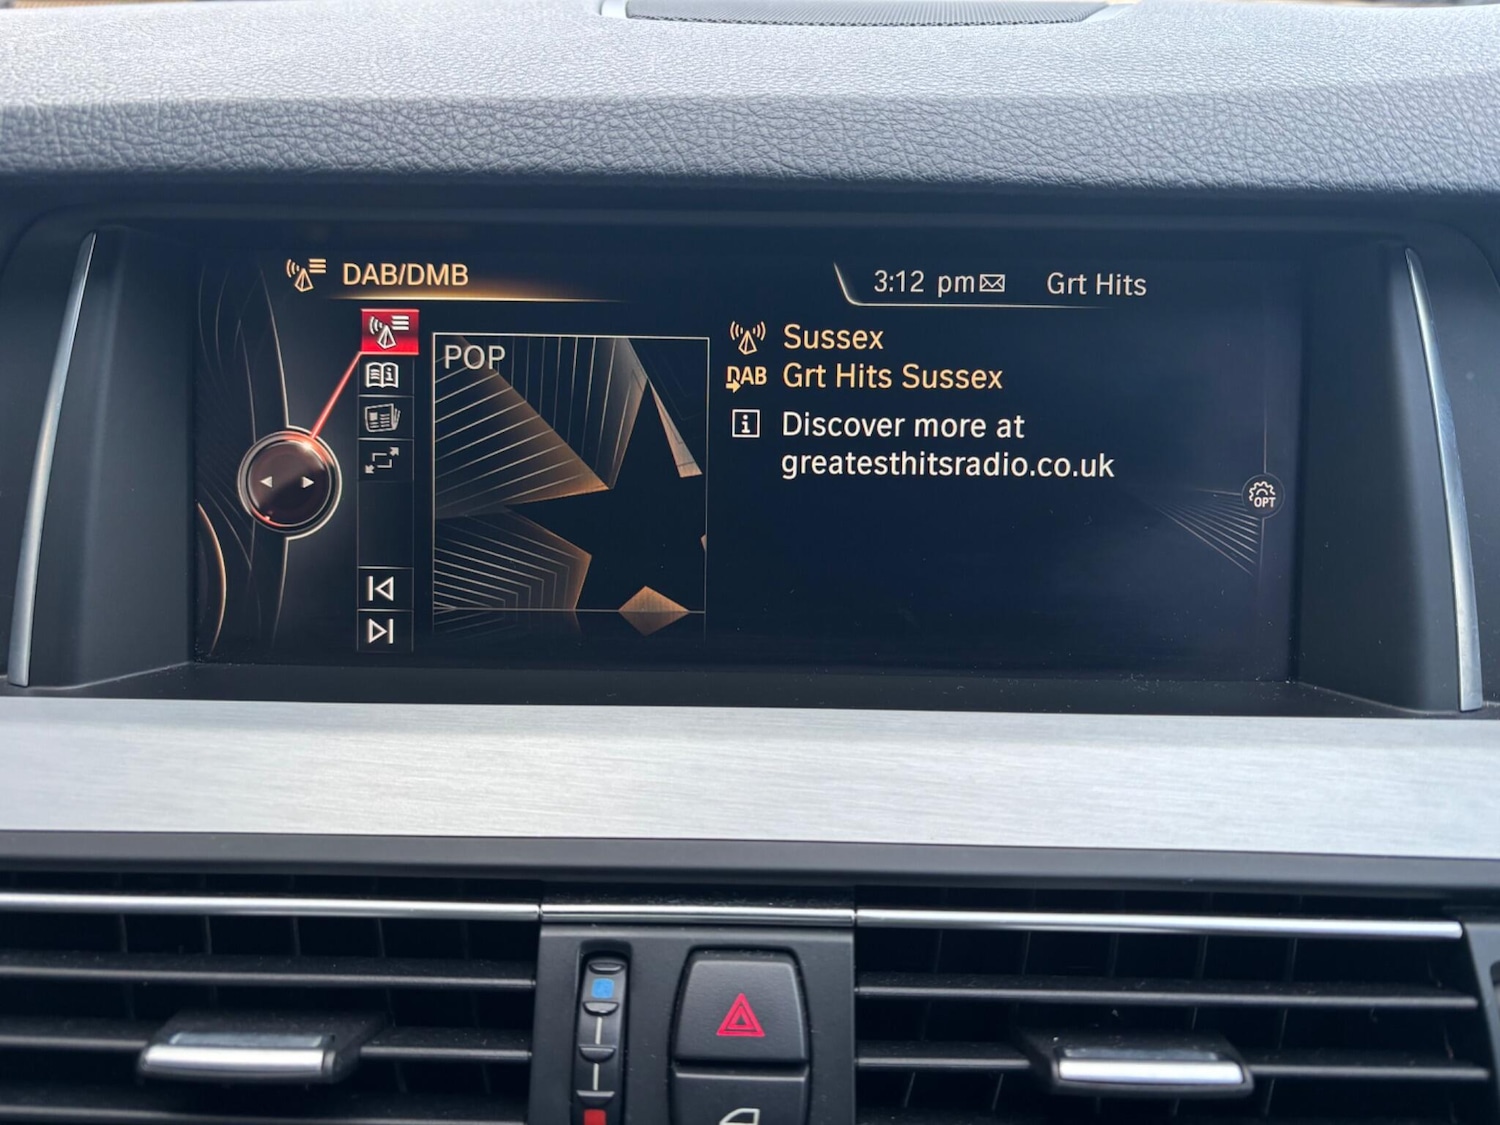 DAB/DMB
3:12 pm
Grt Hits
POP
Sussex
DAB
Grt Hits Sussex
i
Discover more at
greatesthitsradio.co.uk
OPT